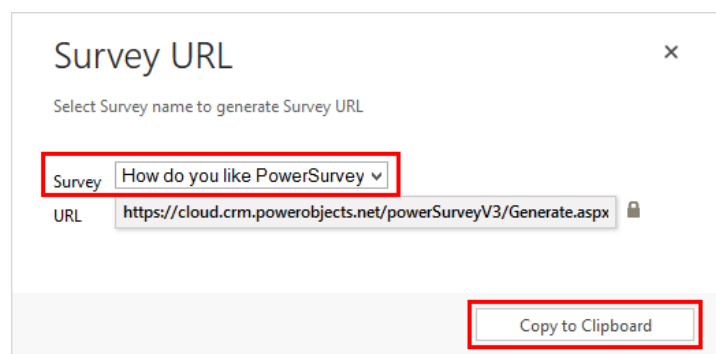 Survey URL
Select Survey name to generate Survey URL
Survey How do you like PowerSurvey
URL https://cloud.crm.powerobjects.net/powerSurveyV3/Generate.aspx
Copy to Clipboard